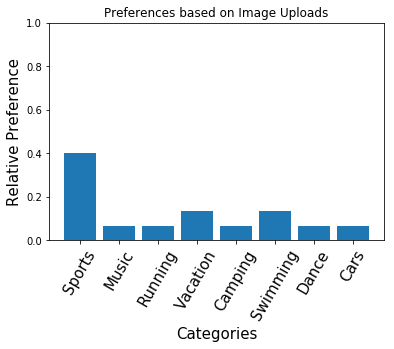 Preferences based on Image Uploads
Relative Preference
1.0
0.8
0.6
0.4
0.2
0.0
Sports
Music
Running
Vacation
Camping
Swimming
Dance
Cars
Categories